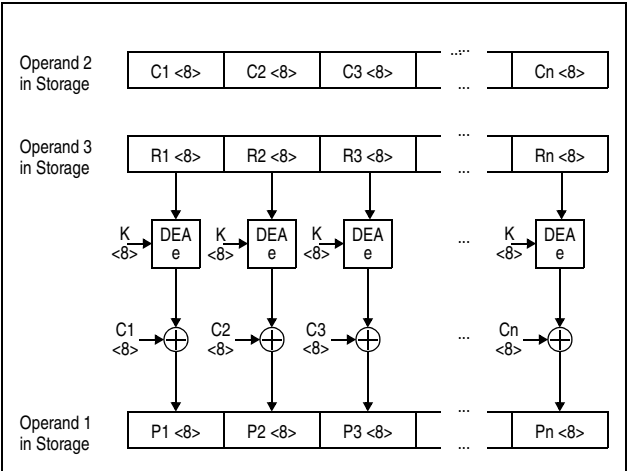 Operand 2
in Storage
C1 <8> C2 <8> C3 <8> ... ... Cn <8>
Operand 3
in Storage
R1 <8> R2 <8> R3 <8> ... ... Rn <8>
K <8> DEA e K <8> DEA e K <8> DEA e ... K <8> DEA e
C1 <8> C2 <8> C3 <8> ... Cn <8>
Operand 1
in Storage
P1 <8> P2 <8> P3 <8> ... ... Pn <8>